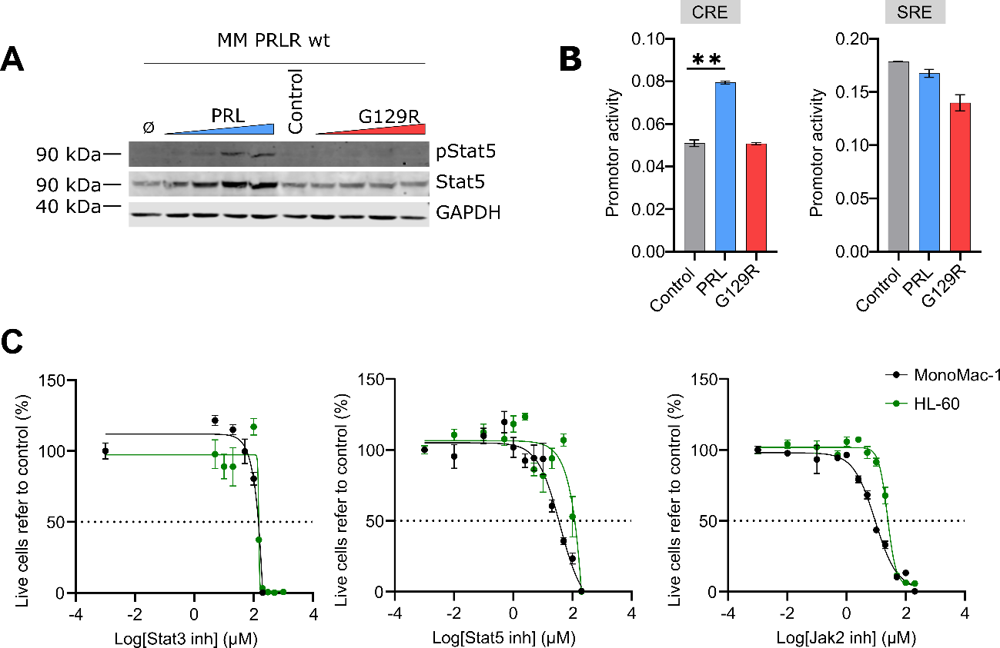 A
MM PRLR wt
Ø
PRL
Control
G129R
90 kDa
pStat5
90 kDa
Stat5
40 kDa
GAPDH
B
CRE
Promotor activity
0.10
0.08
0.06
0.04
0.02
0.00
**
Control
PRL
G129R
SRE
Promotor activity
0.20
0.15
0.10
0.05
0.00
Control
PRL
G129R
C
Live cells refer to control (%)
150
100
50
0
-4
-2
0
2
4
Log[Stat3 inh] (µM)
Live cells refer to control (%)
150
100
50
0
-4
-2
0
2
4
Log[Stat5 inh] (µM)
Live cells refer to control (%)
150
100
50
0
-4
-2
0
2
4
Log[Jak2 inh] (µM)
MonoMac-1
HL-60